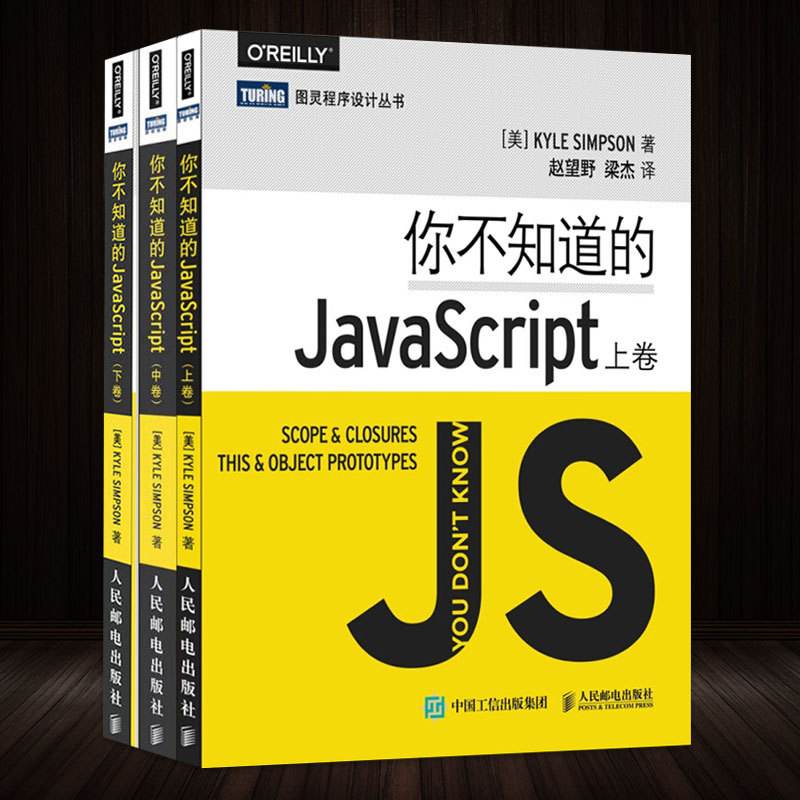 O'REILLY®
TURING
图灵程序设计丛书
[美] KYLE SIMPSON 著
赵望野 梁杰 译
你不知道的
JavaScript 上卷
SCOPE & CLOSURES
THIS & OBJECT PROTOTYPES
JS
YOU DON'T KNOW
中国工信出版集团
人民邮电出版社
POSTS & TELECOM PRESS
O'REILLY®
TURING
你不知道的JavaScript(下卷)
[美] KYLE SIMPSON 著
人民邮电出版社
O'REILLY®
TURING
你不知道的JavaScript(中卷)
[美] KYLE SIMPSON 著
人民邮电出版社
O'REILLY®
TURING
你不知道的JavaScript(上卷)
[美] KYLE SIMPSON 著
人民邮电出版社